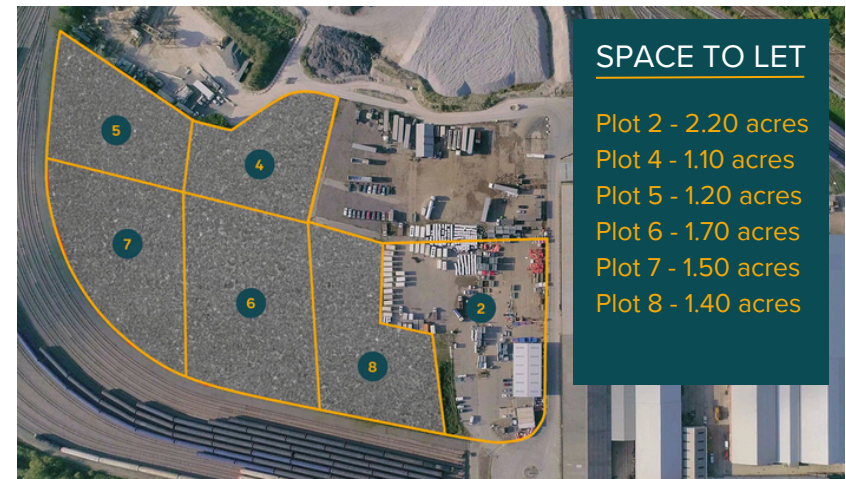 SPACE TO LET
Plot 2 - 2.20 acres
Plot 4 - 1.10 acres
Plot 5 - 1.20 acres
Plot 6 - 1.70 acres
Plot 7 - 1.50 acres
Plot 8 - 1.40 acres
5
4
7
6
2
8